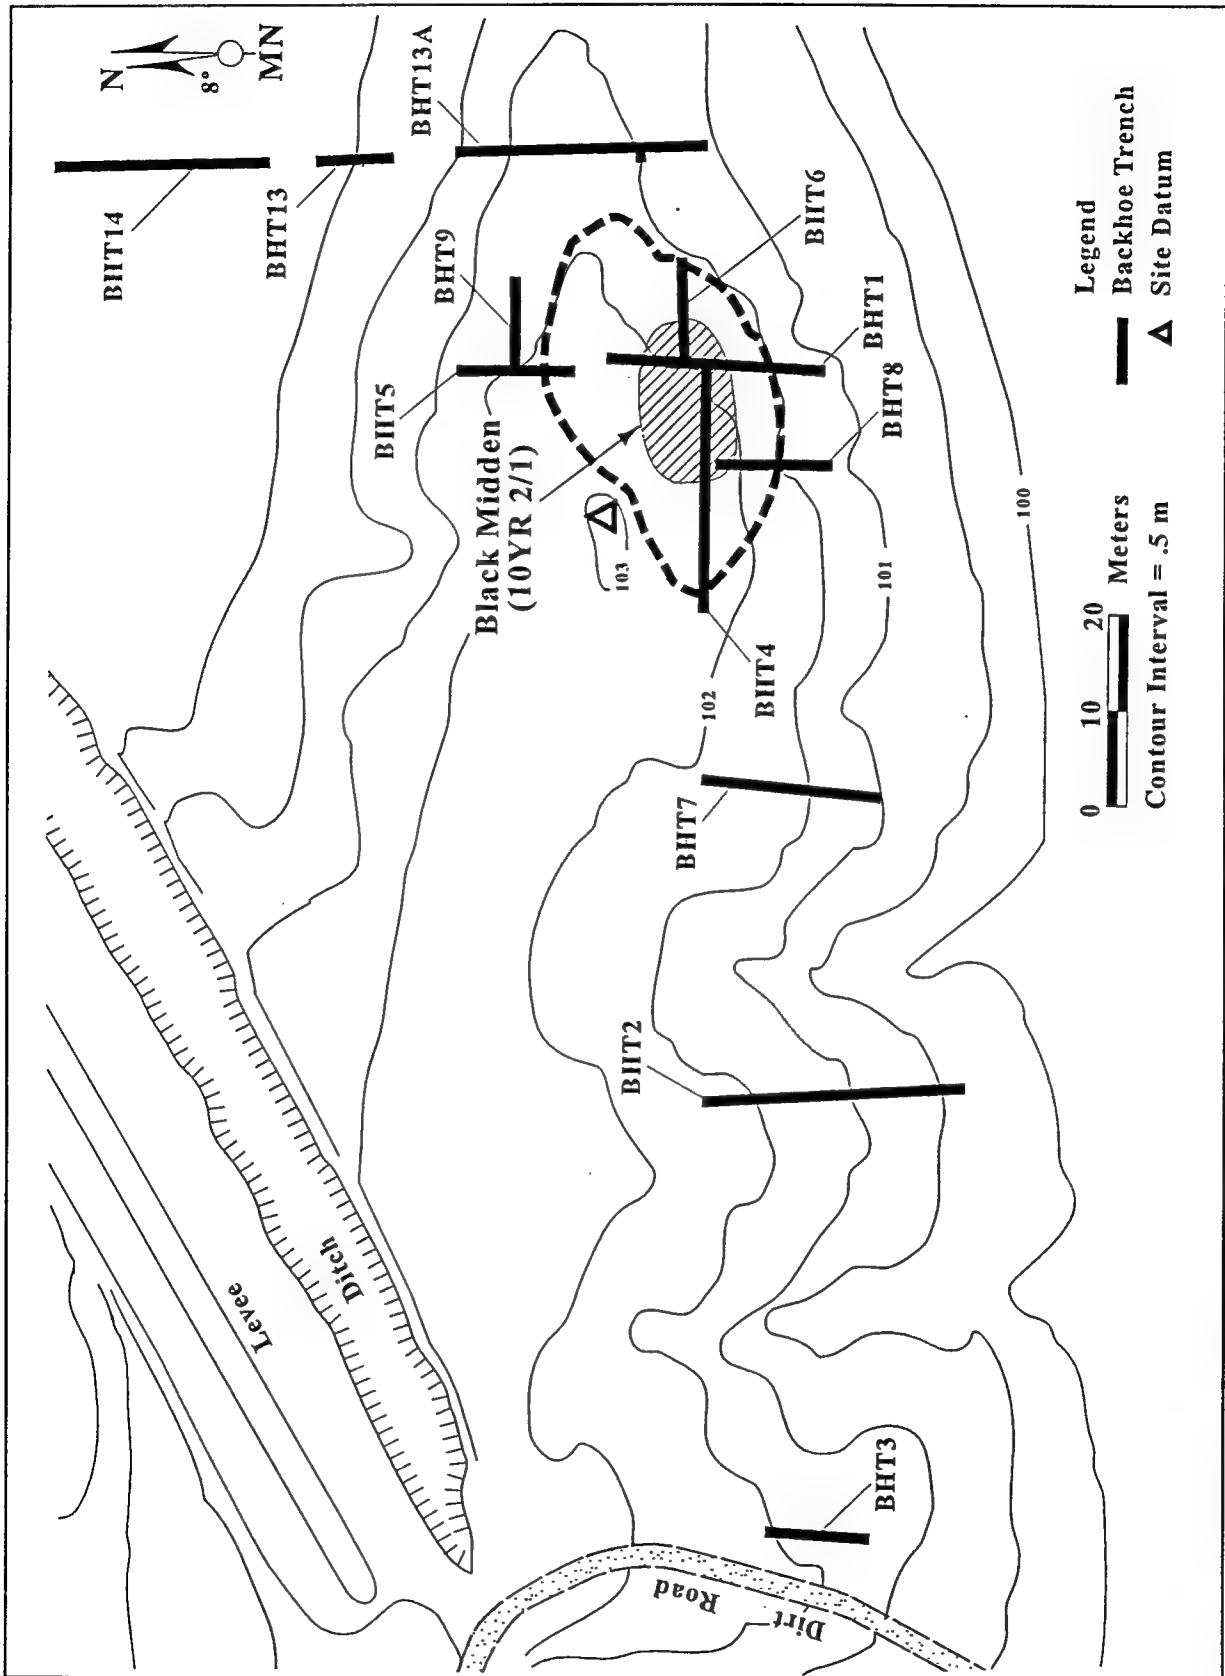 N
8°
MN
BHT14
BHT13
BHT13A
BHT9
BHT5
BHT6
BHT1
BHT8
Black Midden
(10YR 2/1)
103
BHT4
102
101
100
BHT7
BHT2
BHT3
Levee
Ditch
Dirt
Road
Legend
Backhoe Trench
Site Datum
0 10 20 Meters
Contour Interval = .5 m